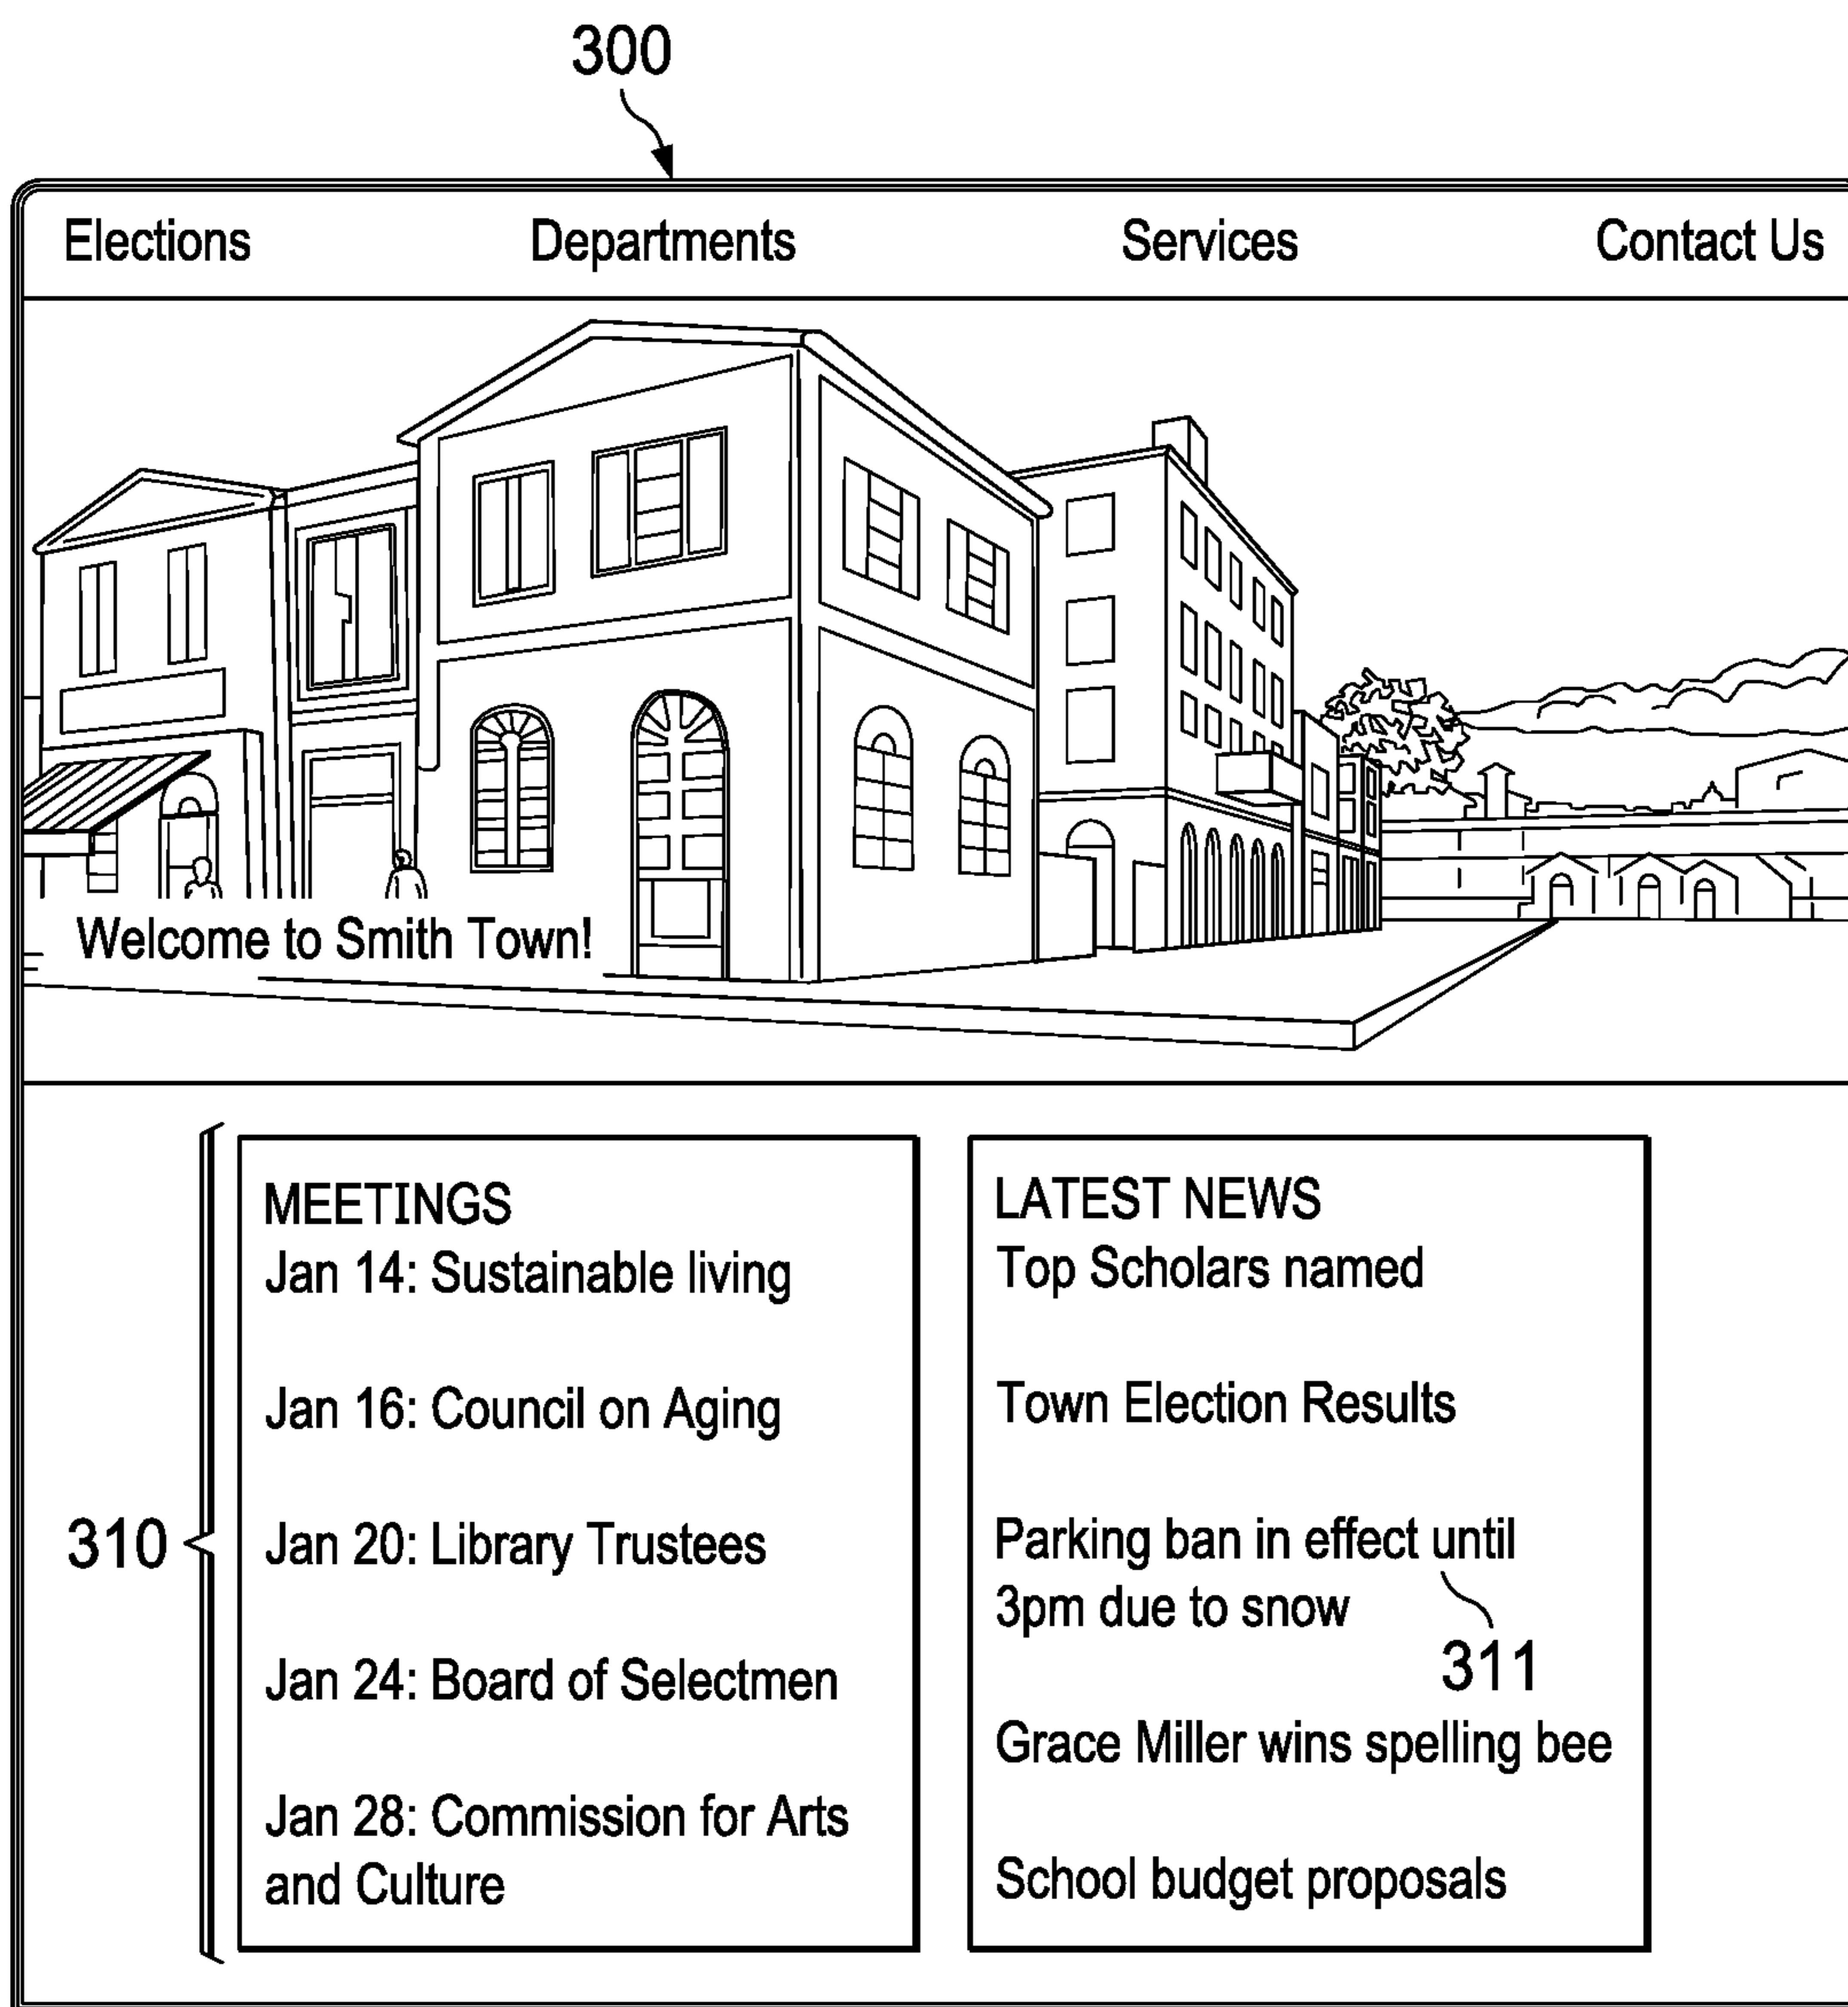 300
Elections Departments Services Contact Us
Welcome to Smith Town!
310
MEETINGS
Jan 14: Sustainable living
Jan 16: Council on Aging
Jan 20: Library Trustees
Jan 24: Board of Selectmen
Jan 28: Commission for Arts
and Culture
LATEST NEWS
Top Scholars named
Town Election Results
Parking ban in effect until
3pm due to snow
311
Grace Miller wins spelling bee
School budget proposals